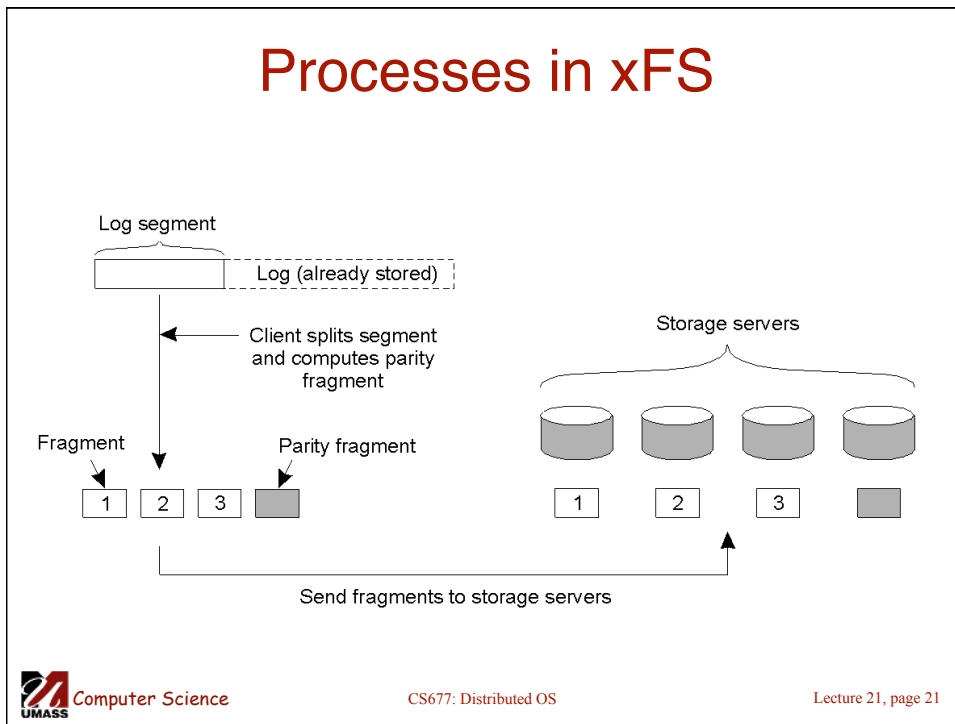 Processes in xFS
Log segment
Log (already stored)
Client splits segment
and computes parity
fragment
Storage servers
Fragment
Parity fragment
1 2 3
1 2 3
Send fragments to storage servers
UMASS
Computer Science
CS677: Distributed OS
Lecture 21, page 21